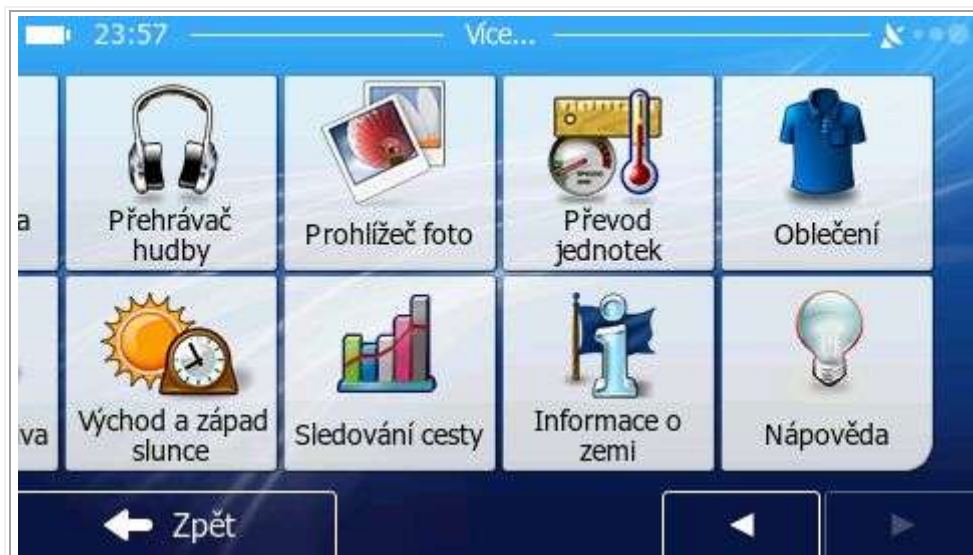 23:57
Více...
a
Přehrávač
hudby
Prohlížeč foto
Převod
jednotek
Oblečení
va
Východ a západ
slunce
Sledování cesty
Informace o
zemi
Nápověda
Zpět